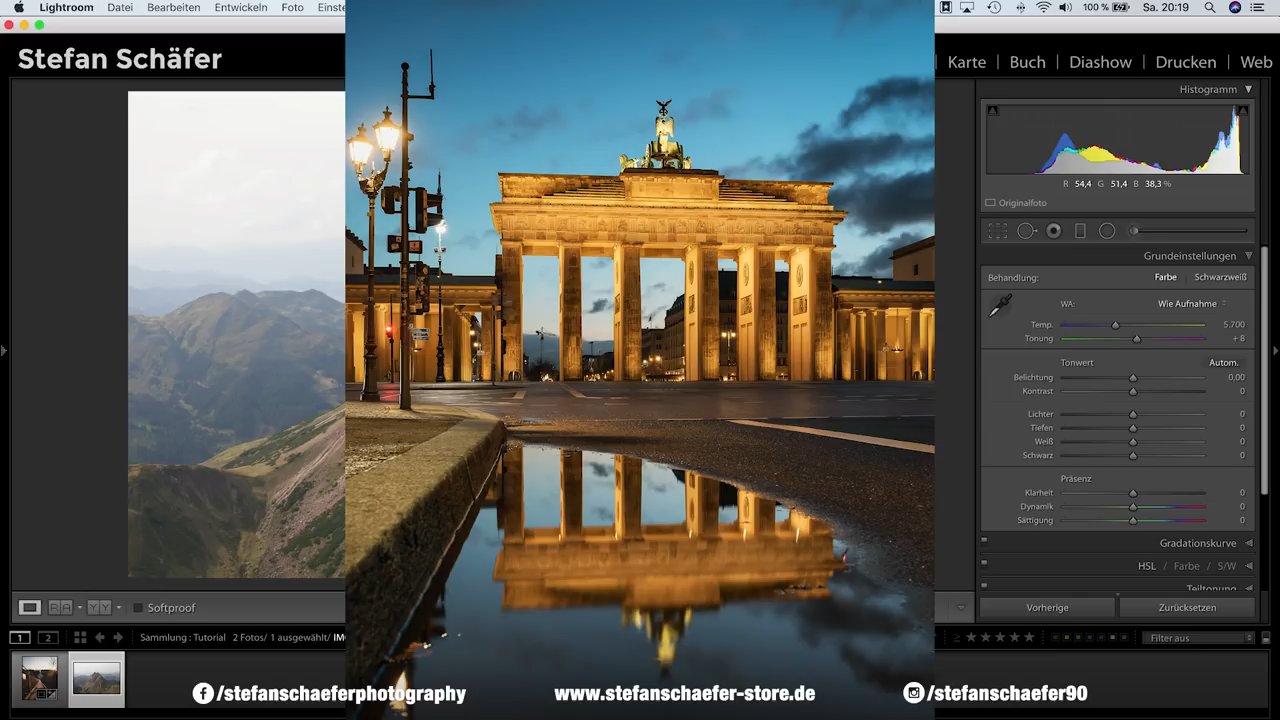 Lightroom Datei Bearbeiten Entwickeln Foto Einste
100 % Sa. 20:19
Stefan Schäfer
Karte | Buch | Diashow | Drucken | Web
Histogramm
R 54,4 G 51,4 B 38,3 %
Originalfoto
Grundeinstellungen
Behandlung: Farbe Schwarzweiß
WA: Wie Aufnahme
Temp. 5.700
Tonung + 8
Tonwert Autom.
Belichtung 0,00
Kontrast 0
Lichter 0
Tiefen 0
Weiß 0
Schwarz 0
Präsenz
Klarheit 0
Dynamik 0
Sättigung 0
Gradationskurve
HSL / Farbe / S/W
Teiltonung
Vorherige Zurücksetzen
RA YY Softproof
1 2 Sammlung : Tutorial 2 Fotos/ 1 ausgewählt/ IM
Filter aus
/stefanschaeferphotography
www.stefanschaefer-store.de
/stefanschaefer90